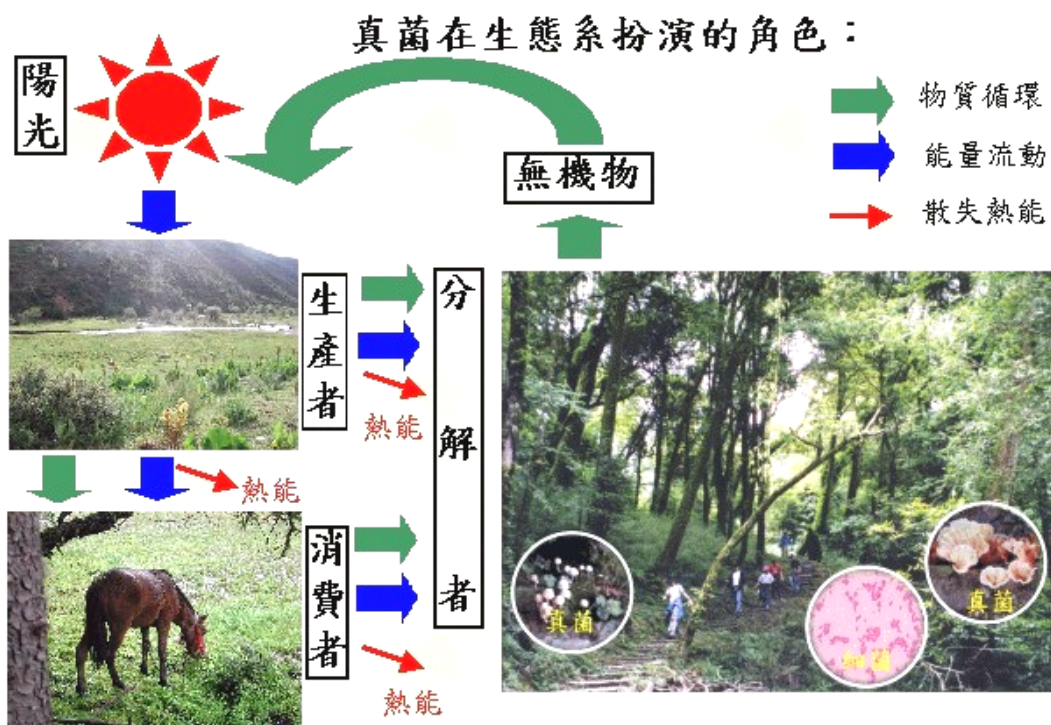 真菌在生態系扮演的角色：
陽光
物質循環
能量流動
散失熱能
無機物
生產者
分解者
熱能
熱能
消費者
熱能
真菌
細菌
真菌